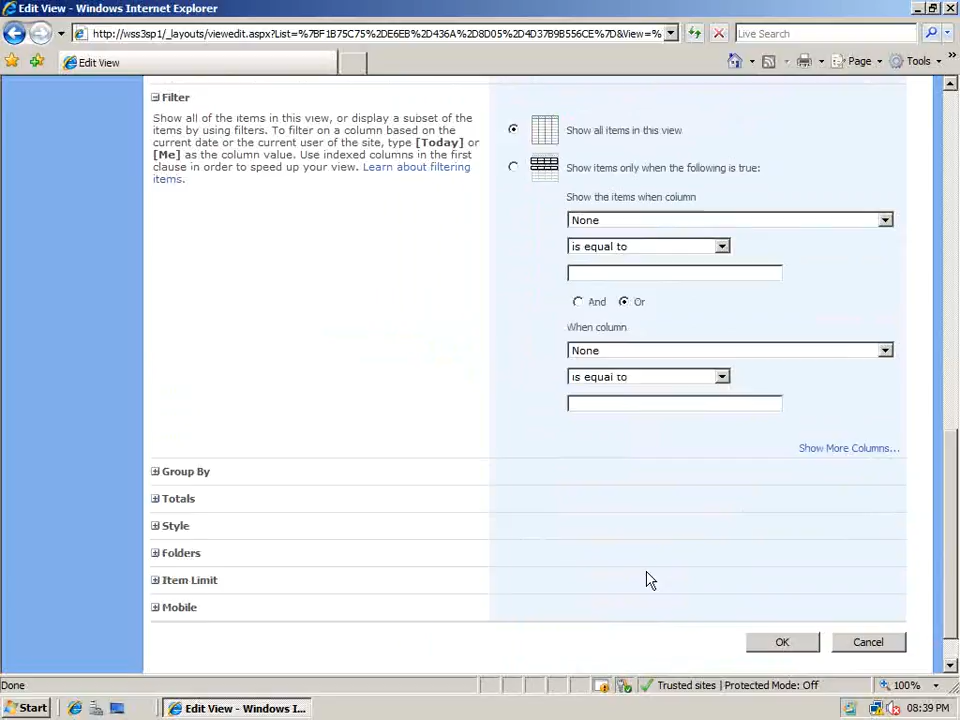 Edit View - Windows Internet Explorer
http://wss3sp1/_layouts/viewedit.aspx?List=%7BF1B75C75%2DE6EB%2D436A%2D8D05%2D4D37B9B556CE%7D&View=%
Live Search
Edit View
Page
Tools
Filter
Show all of the items in this view, or display a subset of the
items by using filters. To filter on a column based on the
current date or the current user of the site, type [Today] or
[Me] as the column value. Use indexed columns in the first
clause in order to speed up your view. Learn about filtering
items.
Show all items in this view
Show items only when the following is true:
Show the items when column
None
is equal to
And Or
When column
None
is equal to
Show More Columns...
Group By
Totals
Style
Folders
Item Limit
Mobile
OK Cancel
Done
Trusted sites | Protected Mode: Off
100%
Start
Edit View - Windows I...
08:39 PM